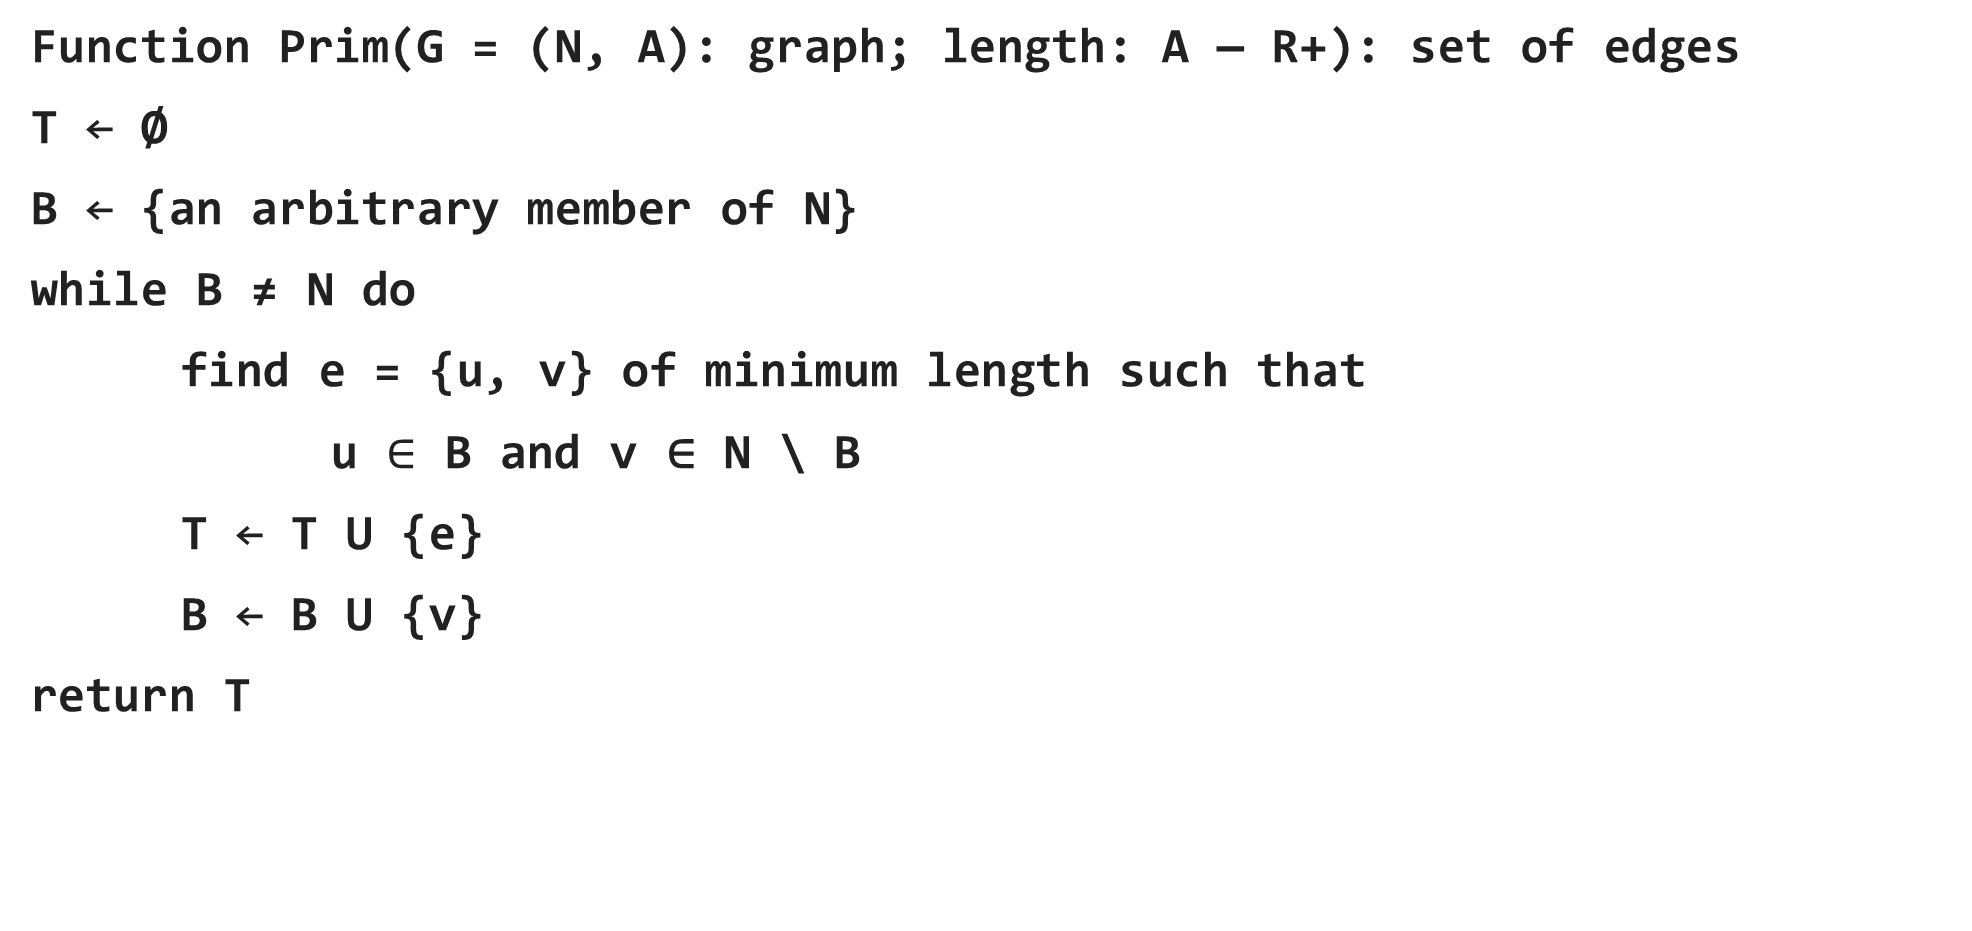 Function Prim(G = (N, A): graph; length: A — R+): set of edges
T ← Ø
B ← {an arbitrary member of N}
while B ≠ N do
find e = {u, v} of minimum length such that
u ∈ B and v ∈ N \ B
T ← T U {e}
B ← B U {v}
return T